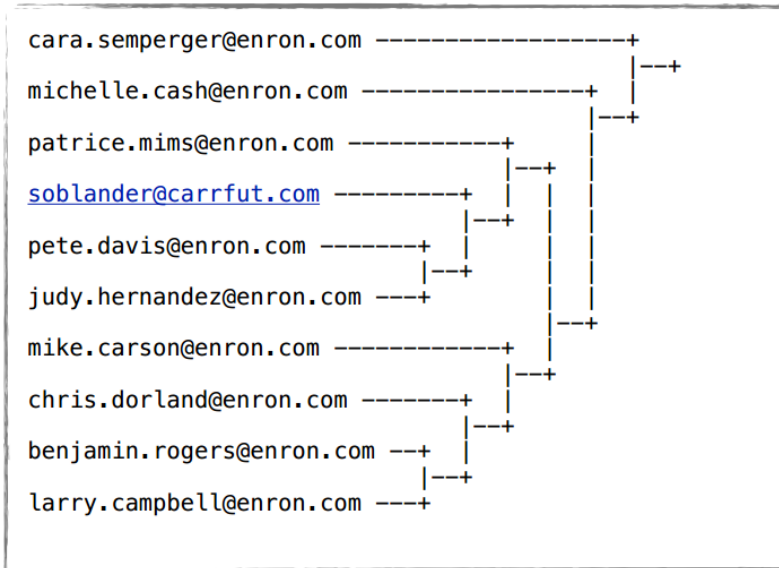 cara.semperger@enron.com
michelle.cash@enron.com
patrice.mims@enron.com
soblander@carrfut.com
pete.davis@enron.com
judy.hernandez@enron.com
mike.carson@enron.com
chris.dorland@enron.com
benjamin.rogers@enron.com
larry.campbell@enron.com